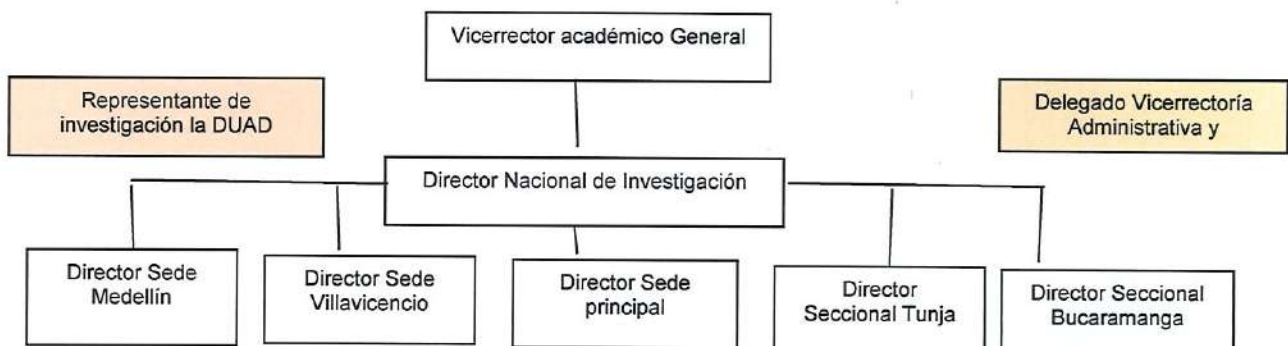 Vicerrector académico General
Representante de
investigación la DUAD
Delegado Vicerrectoría
Administrativa y
Director Nacional de Investigación
Director Sede
Medellín
Director Sede
Villavicencio
Director Sede
principal
Director
Seccional Tunja
Director Seccional
Bucaramanga